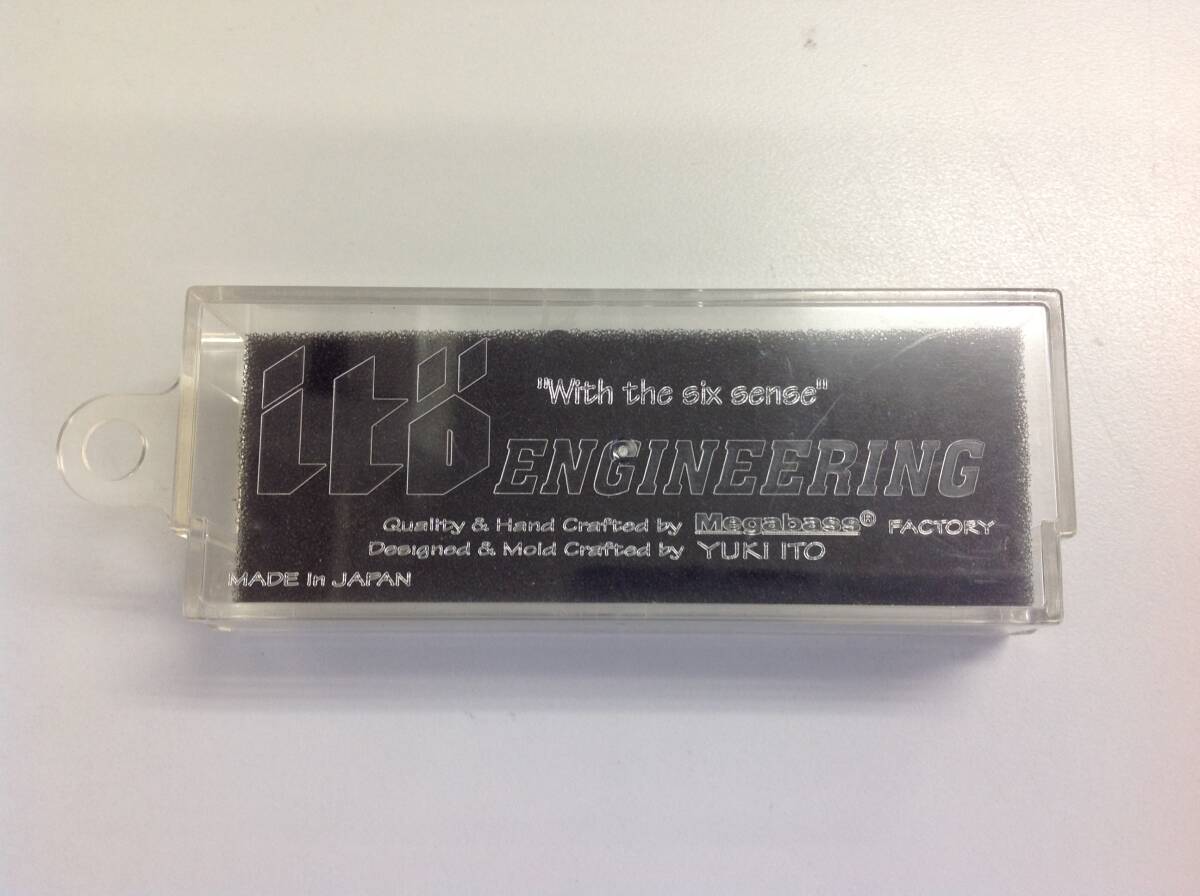 "With the six sense"
itö ENGINEERING
Quality & Hand Crafted by Megabass® FACTORY
Designed & Mold Crafted by YUKI ITO
MADE In JAPAN